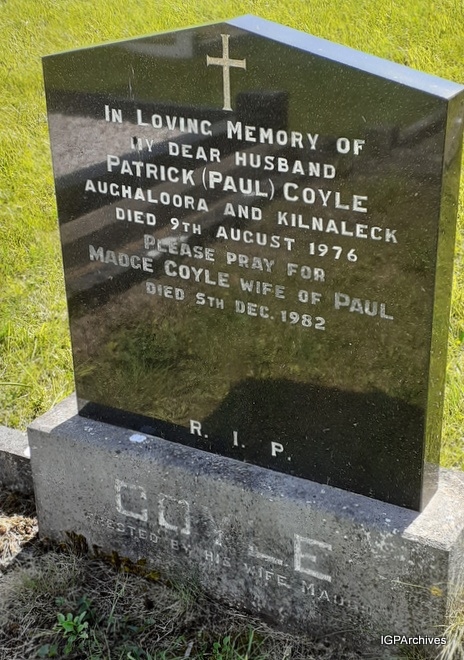 IN LOVING MEMORY OF
MY DEAR HUSBAND
PATRICK (PAUL) COYLE
AUGHALOORA AND KILNALECK
DIED 9TH AUGUST 1976
PLEASE PRAY FOR
MADGE COYLE WIFE OF PAUL
DIED 5TH DEC. 1982
R. I. P.
COYLE
ERECTED BY HIS WIFE MADGE
IGPArchives